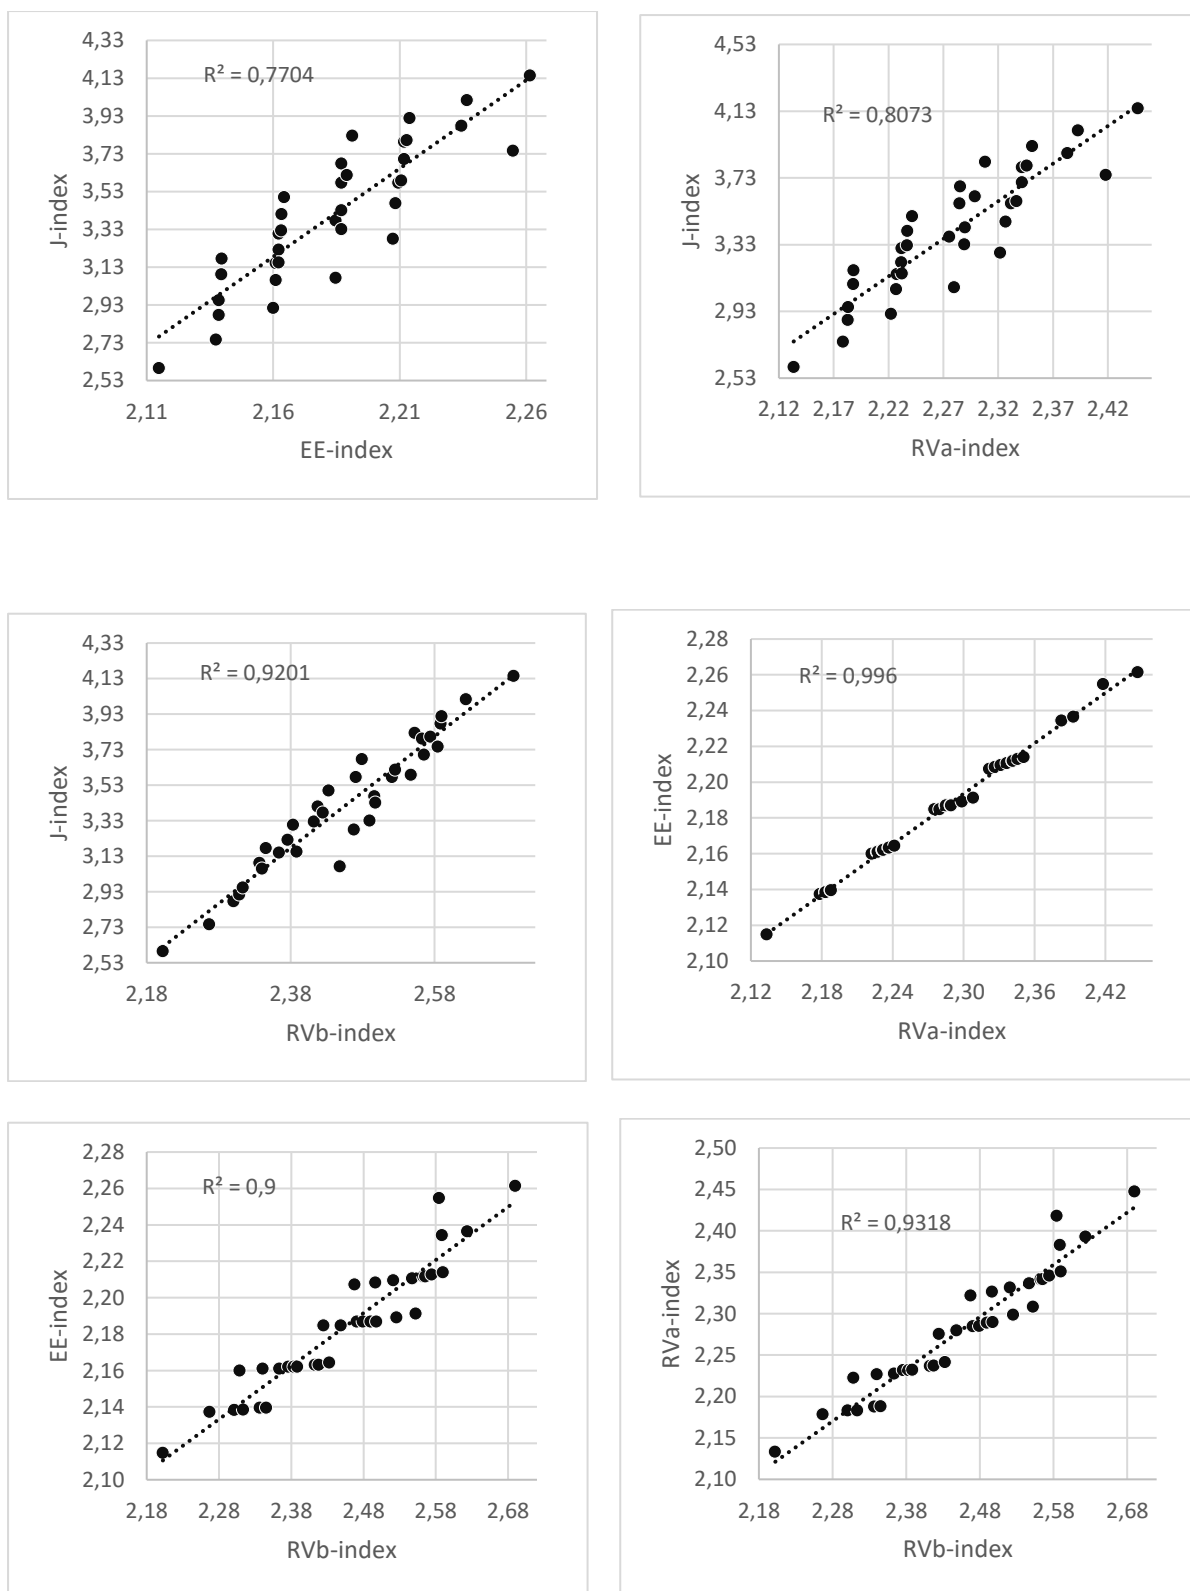 4,33
4,13
3,93
3,73
3,53
3,33
3,13
2,93
2,73
2,53
R² = 0,7704
J-index
2,11 2,16 2,21 2,26
EE-index
4,53
4,13
3,73
3,33
2,93
2,53
R² = 0,8073
J-index
2,12 2,17 2,22 2,27 2,32 2,37 2,42
RVa-index
4,33
4,13
3,93
3,73
3,53
3,33
3,13
2,93
2,73
2,53
R² = 0,9201
J-index
2,18 2,38 2,58
RVb-index
2,28
2,26
2,24
2,22
2,20
2,18
2,16
2,14
2,12
2,10
R² = 0,996
EE-index
2,12 2,18 2,24 2,30 2,36 2,42
RVa-index
2,28
2,26
2,24
2,22
2,20
2,18
2,16
2,14
2,12
2,10
R² = 0,9
EE-index
2,18 2,28 2,38 2,48 2,58 2,68
RVb-index
2,50
2,45
2,40
2,35
2,30
2,25
2,20
2,15
2,10
R² = 0,9318
RVa-index
2,18 2,28 2,38 2,48 2,58 2,68
RVb-index